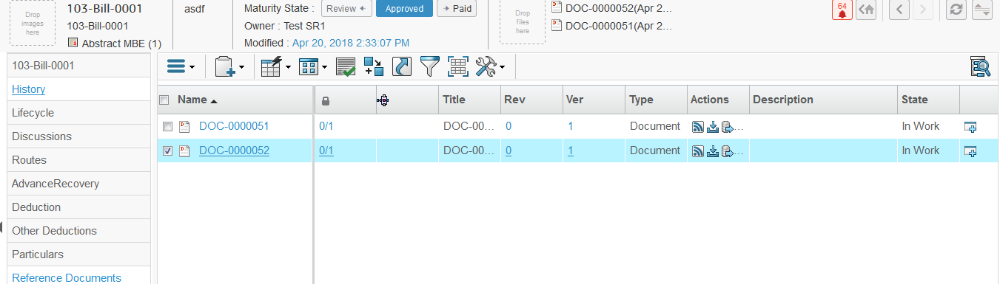 Drop
images
here
103-Bill-0001
103-Bill-0001
Abstract MBE (1)
asdf
Maturity State : Review Approved Paid
Owner : Test SR1
Modified : Apr 20, 2018 2:33:07 PM
Drop
files
here
DOC-0000052(Apr 2...
DOC-0000051(Apr 2...
64
103-Bill-0001
History
Lifecycle
Discussions
Routes
AdvanceRecovery
Deduction
Other Deductions
Particulars
Reference Documents
Name Title Rev Ver Type Actions Description State
DOC-0000051 0/1 DOC-00... 0 1 Document ... In Work
DOC-0000052 0/1 DOC-00... 0 1 Document ... In Work